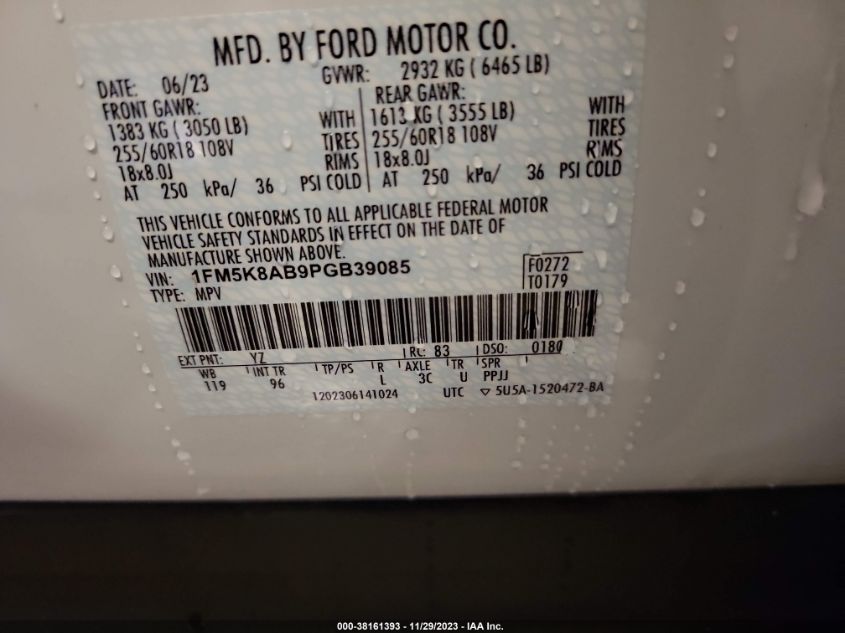 MFD. BY FORD MOTOR CO.
DATE: 06/23 GVWR: 2932 KG ( 6465 LB)
FRONT GAWR: REAR GAWR:
1383 KG ( 3050 LB) WITH 1613 KG ( 3555 LB) WITH
255/60R18 108V TIRES 255/60R18 108V TIRES
18x8.0J RIMS 18x8.0J RIMS
AT 250 kPa/ 36 PSI COLD AT 250 kPa/ 36 PSI COLD
THIS VEHICLE CONFORMS TO ALL APPLICABLE FEDERAL MOTOR
VEHICLE SAFETY STANDARDS IN EFFECT ON THE DATE OF
MANUFACTURE SHOWN ABOVE.
VIN: 1FM5K8AB9PGB39085 F0272
TYPE: MPV T0179
EXT PNT: YZ RC: 83 DSO: 0180
WB INT TR TP/PS R AXLE TR SPR
119 96 L 3C U PPJJ
1202306141024 UTC ▽ 5U5A-1520472-BA
000-38161393 - 11/29/2023 - IAA Inc.